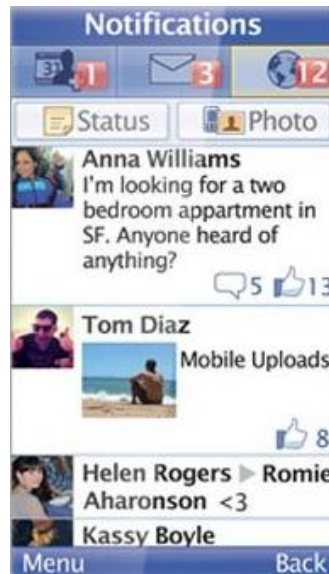 Notifications
31 1 3 12
Status Photo
Anna Williams
I'm looking for a two
bedroom appartment in
SF. Anyone heard of
anything?
5 13
Tom Diaz
Mobile Uploads
8
Helen Rogers ▶ Romie
Aharonson <3
Kassy Boyle
Menu Back